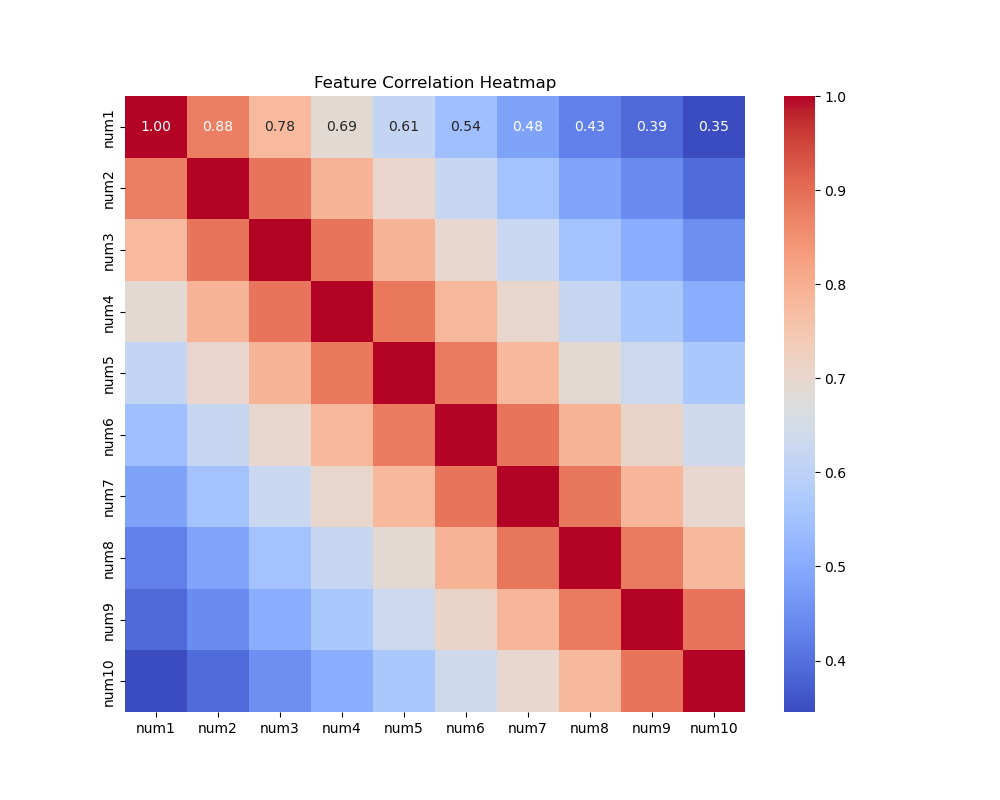 Feature Correlation Heatmap
num1 1.00 0.88 0.78 0.69 0.61 0.54 0.48 0.43 0.39 0.35
num2
num3
num4
num5
num6
num7
num8
num9
num10
num1 num2 num3 num4 num5 num6 num7 num8 num9 num10
1.0
0.9
0.8
0.7
0.6
0.5
0.4